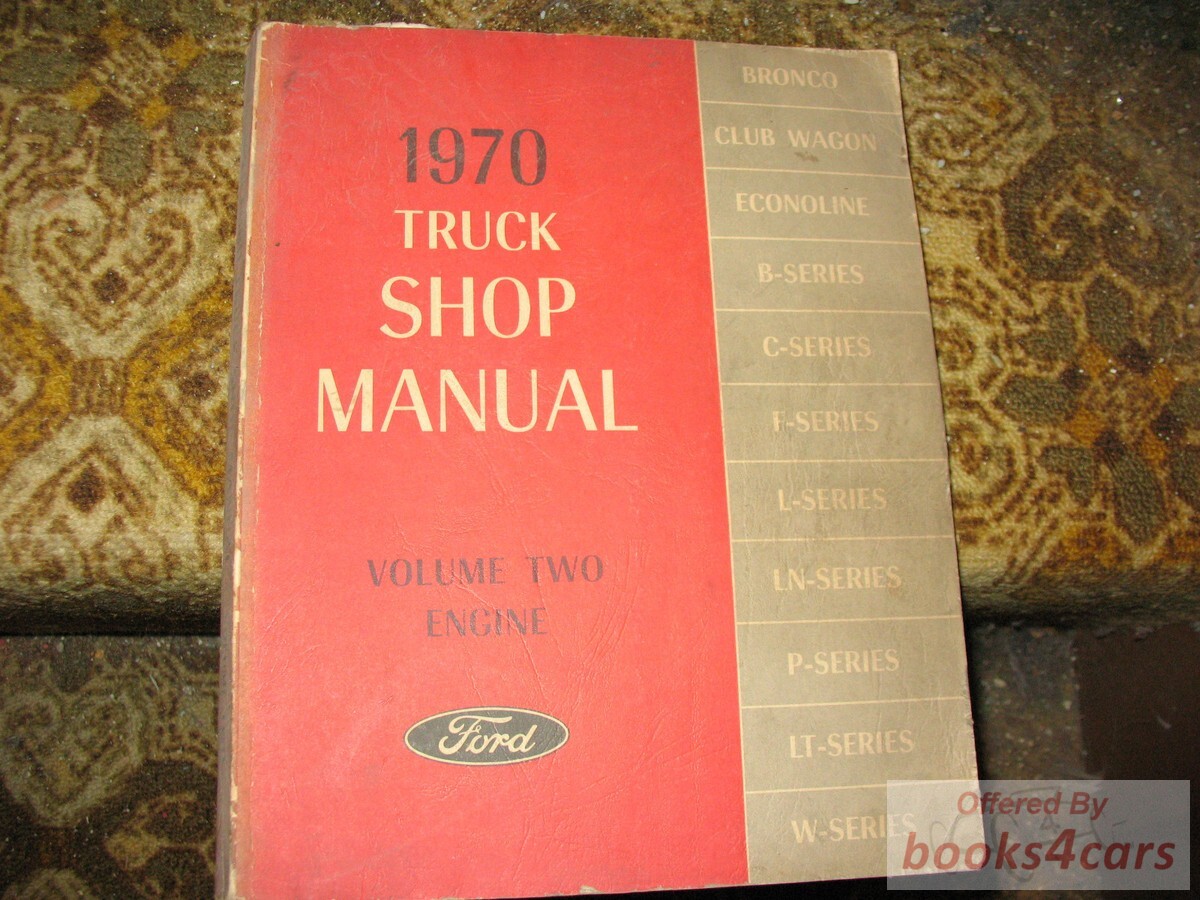 1970
TRUCK
SHOP
MANUAL
VOLUME TWO
ENGINE
Ford
BRONCO
CLUB WAGON
ECONOLINE
B-SERIES
C-SERIES
F-SERIES
L-SERIES
LN-SERIES
P-SERIES
LT-SERIES
W-SERIES
Offered By
books4cars